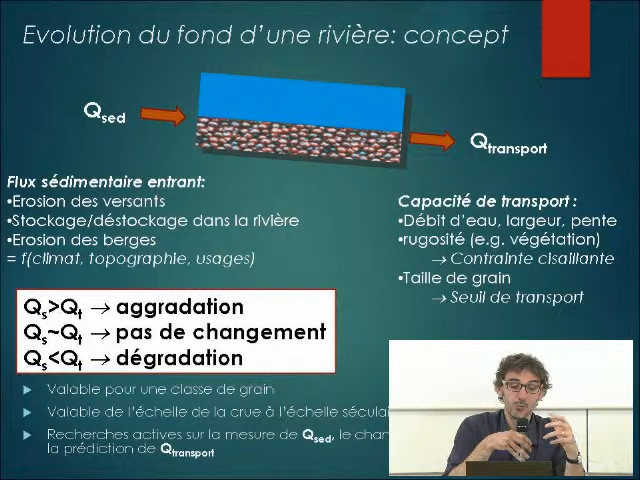 Evolution du fond d'une rivière: concept
Qsed
Qtransport
Flux sédimentaire entrant:
•Erosion des versants
•Stockage/déstockage dans la rivière
•Erosion des berges
= f(climat, topographie, usages)
Capacité de transport :
•Débit d'eau, largeur, pente
•rugosité (e.g. végétation)
→ Contrainte cisaillante
•Taille de grain
→ Seuil de transport
Qs>Qt → aggradation
Qs~Qt → pas de changement
Qs<Qt → dégradation
Valable pour une classe de grain
Valable de l'échelle de la crue à l'échelle
Recherches actives sur la mesure de Qsed, le
la prédiction de Qtransport